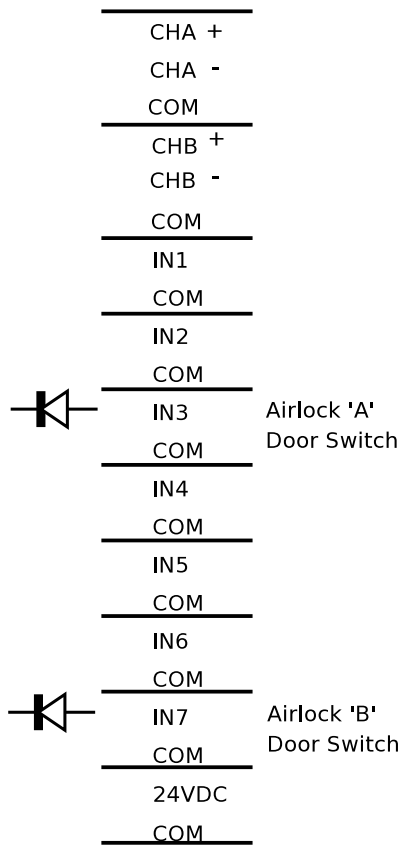 CHA +
CHA -
COM
CHB +
CHB -
COM
IN1
COM
IN2
COM
IN3
Airlock 'A'
COM
Door Switch
IN4
COM
IN5
COM
IN6
COM
IN7
Airlock 'B'
COM
Door Switch
24VDC
COM